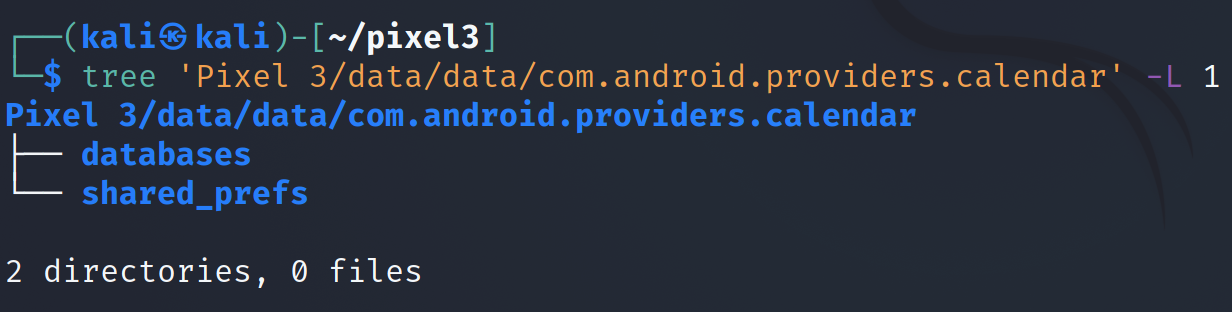 ┌──(kali㉿kali)-[~/pixel3]
└─$ tree 'Pixel 3/data/data/com.android.providers.calendar' -L 1
Pixel 3/data/data/com.android.providers.calendar
├── databases
└── shared_prefs
2 directories, 0 files